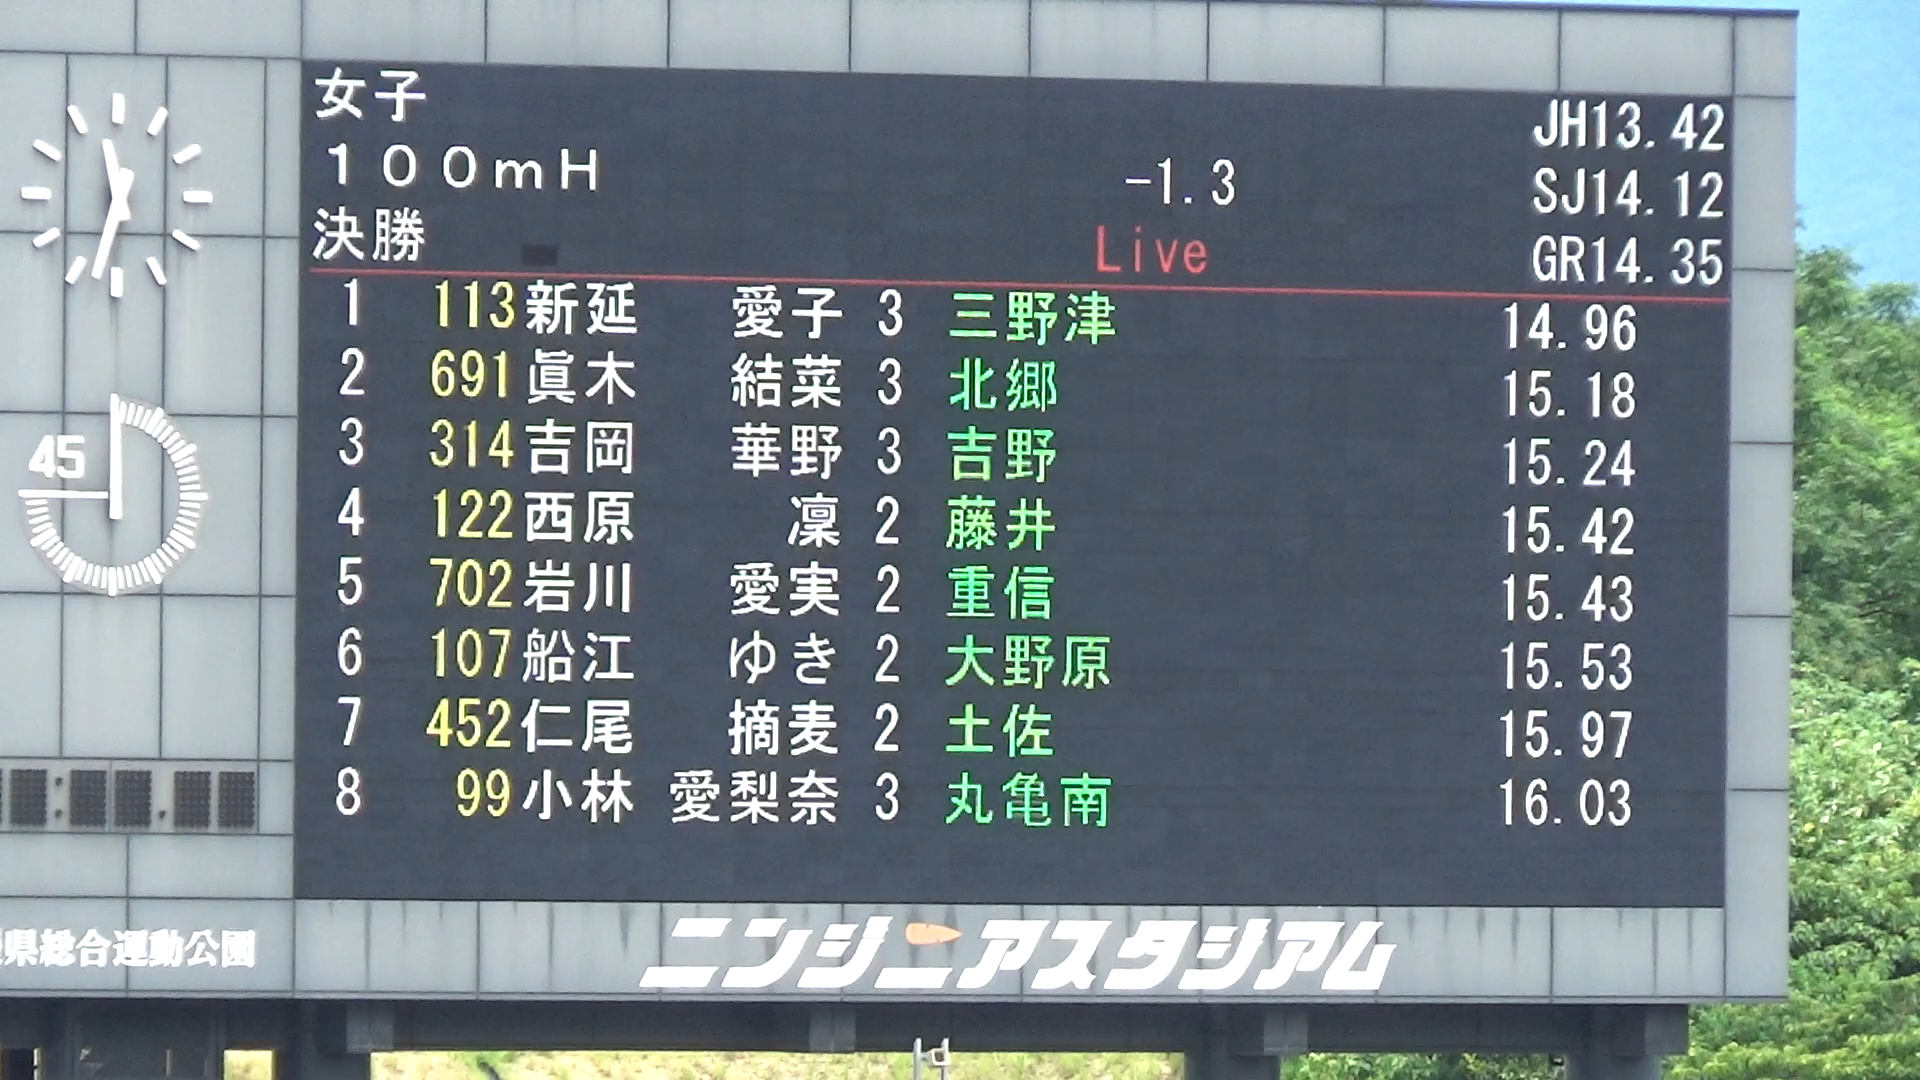 女子
JH13.42
１００ｍＨ
-1.3
SJ14.12
決勝
Live
GR14.35
1 113 新延 愛子 3 三野津 14.96
2 691 眞木 結菜 3 北郷 15.18
3 314 吉岡 華野 3 吉野 15.24
4 122 西原 凜 2 藤井 15.42
5 702 岩川 愛実 2 重信 15.43
6 107 船江 ゆき 2 大野原 15.53
7 452 仁尾 摘麦 2 土佐 15.97
8 99 小林 愛梨奈 3 丸亀南 16.03
45
県総合運動公園
ニンジニアスタジアム